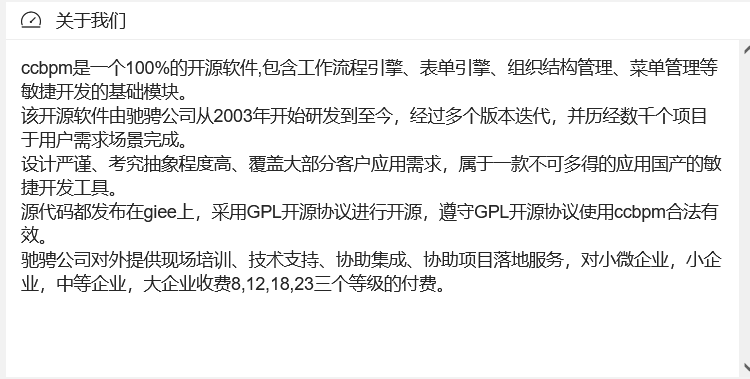 关于我们
ccbpm是一个100%的开源软件,包含工作流程引擎、表单引擎、组织结构管理、菜单管理等
敏捷开发的基础模块。
该开源软件由驰骋公司从2003年开始研发到至今，经过多个版本迭代，并历经数千个项目
于用户需求场景完成。
设计严谨、考究抽象程度高、覆盖大部分客户应用需求，属于一款不可多得的应用国产的敏
捷开发工具。
源代码都发布在giee上，采用GPL开源协议进行开源，遵守GPL开源协议使用ccbpm合法有
效。
驰骋公司对外提供现场培训、技术支持、协助集成、协助项目落地服务，对小微企业，小企
业，中等企业，大企业收费8,12,18,23三个等级的付费。